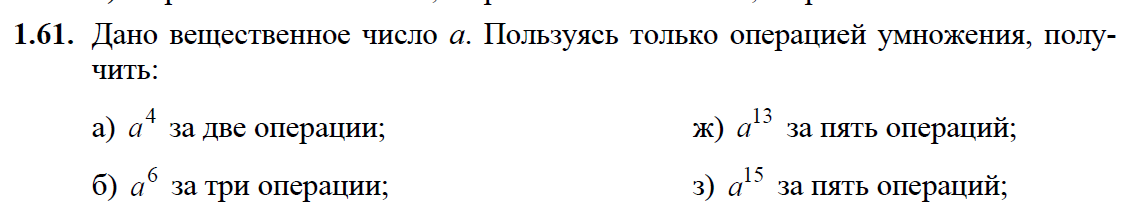 1.61. Дано вещественное число a. Пользуясь только операцией умножения, полу-
чить:
а) a⁴ за две операции; ж) a¹³ за пять операций;
б) a⁶ за три операции; з) a¹⁵ за пять операций;